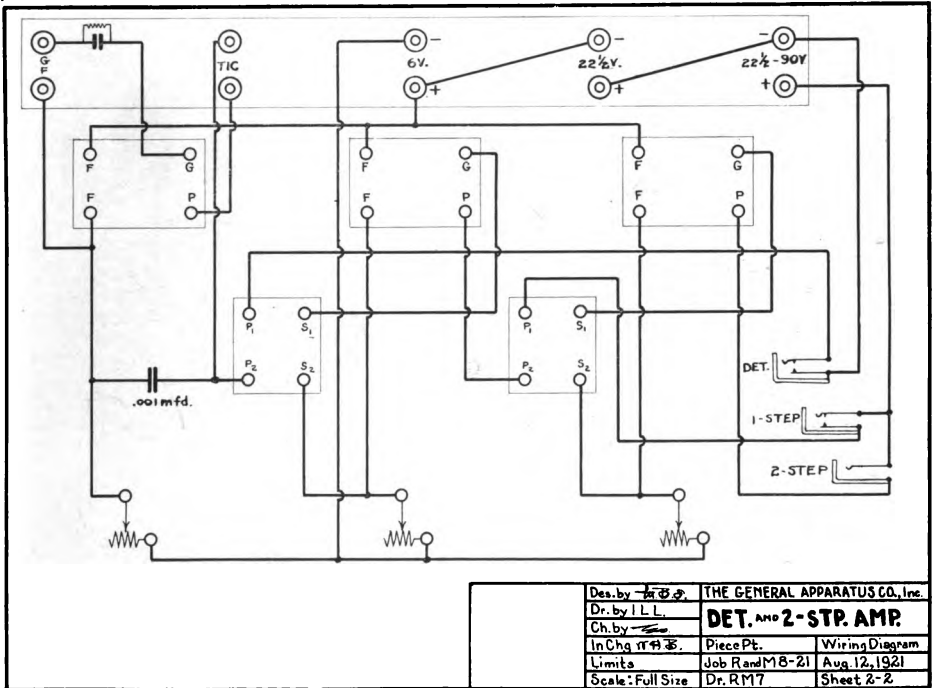 G
F
TIC
−
6V.
+
−
22½V.
+
−
22½-90V
+
F G
F P
F G
F P
F G
F P
P₁ S₁
P₂ S₂
P₁ S₁
P₂ S₂
.001mfd.
DET.
1-STEP
2-STEP
Des. by
Dr. by I L L.
Ch. by
In Chg
Limits
Scale: Full Size
THE GENERAL APPARATUS CO., Inc.
DET. AND 2-STP. AMP.
Piece Pt. Wiring Diagram
Job R and M 8-21 Aug. 12, 1921
Dr. RM7 Sheet 2-2